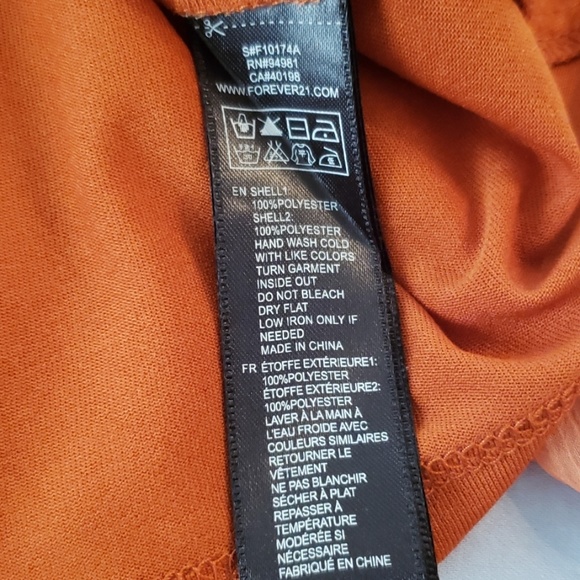 S#F10174A
RN#94981
CA#40198
WWW.FOREVER21.COM
EN SHELL1:
100%POLYESTER
SHELL2:
100%POLYESTER
HAND WASH COLD
WITH LIKE COLORS
TURN GARMENT
INSIDE OUT
DO NOT BLEACH
DRY FLAT
LOW IRON ONLY IF
NEEDED
MADE IN CHINA
FR ÉTOFFE EXTÉRIEURE1:
100%POLYESTER
ÉTOFFE EXTÉRIEURE2:
100%POLYESTER
LAVER À LA MAIN À
L'EAU FROIDE AVEC
COULEURS SIMILAIRES
RETOURNER LE
VÊTEMENT
NE PAS BLANCHIR
SÉCHER À PLAT
REPASSER À
TEMPÉRATURE
MODÉRÉE SI
NÉCESSAIRE
FABRIQUÉ EN CHINE